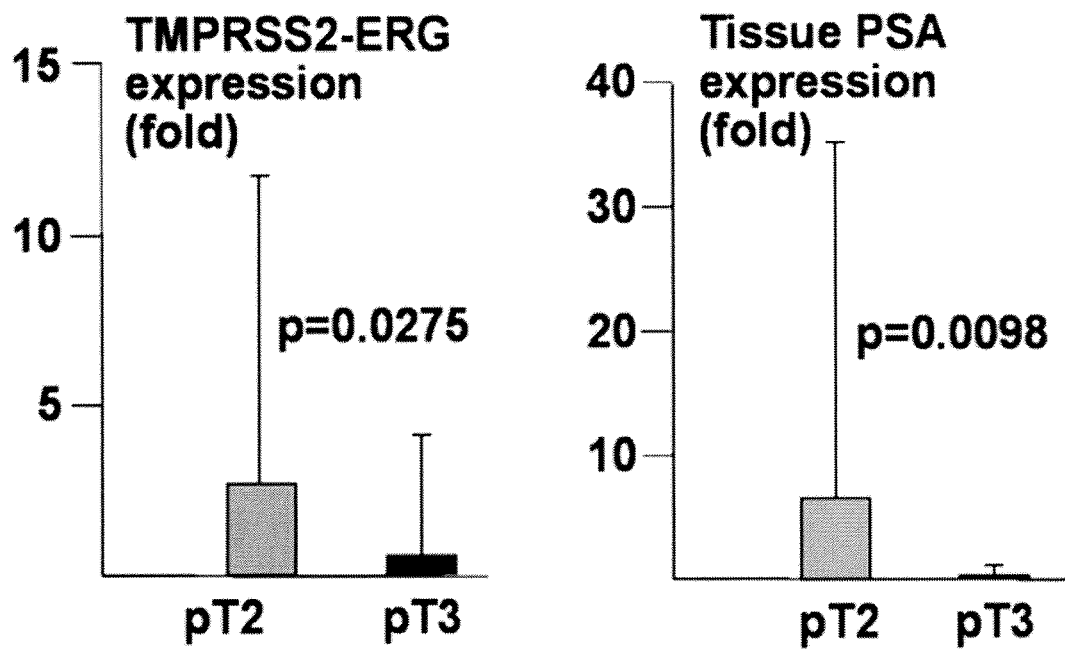 TMPRSS2-ERG
expression
(fold)
15
10
5
p=0.0275
pT2 pT3
Tissue PSA
expression
(fold)
40
30
20
10
p=0.0098
pT2 pT3